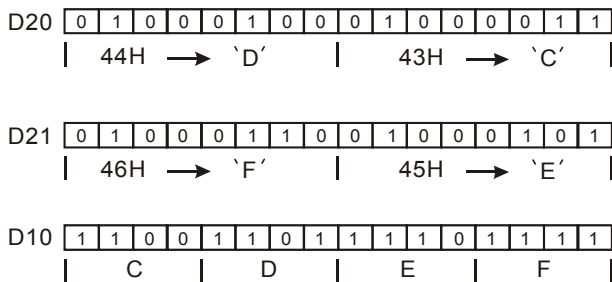 D20 0 1 0 0 0 1 0 0 0 1 0 0 0 0 1 1
44H → `D´ 43H → `C´
D21 0 1 0 0 0 1 1 0 0 1 0 0 0 1 0 1
46H → `F´ 45H → `E´
D10 1 1 0 0 1 1 0 1 1 1 1 0 1 1 1 1
C D E F